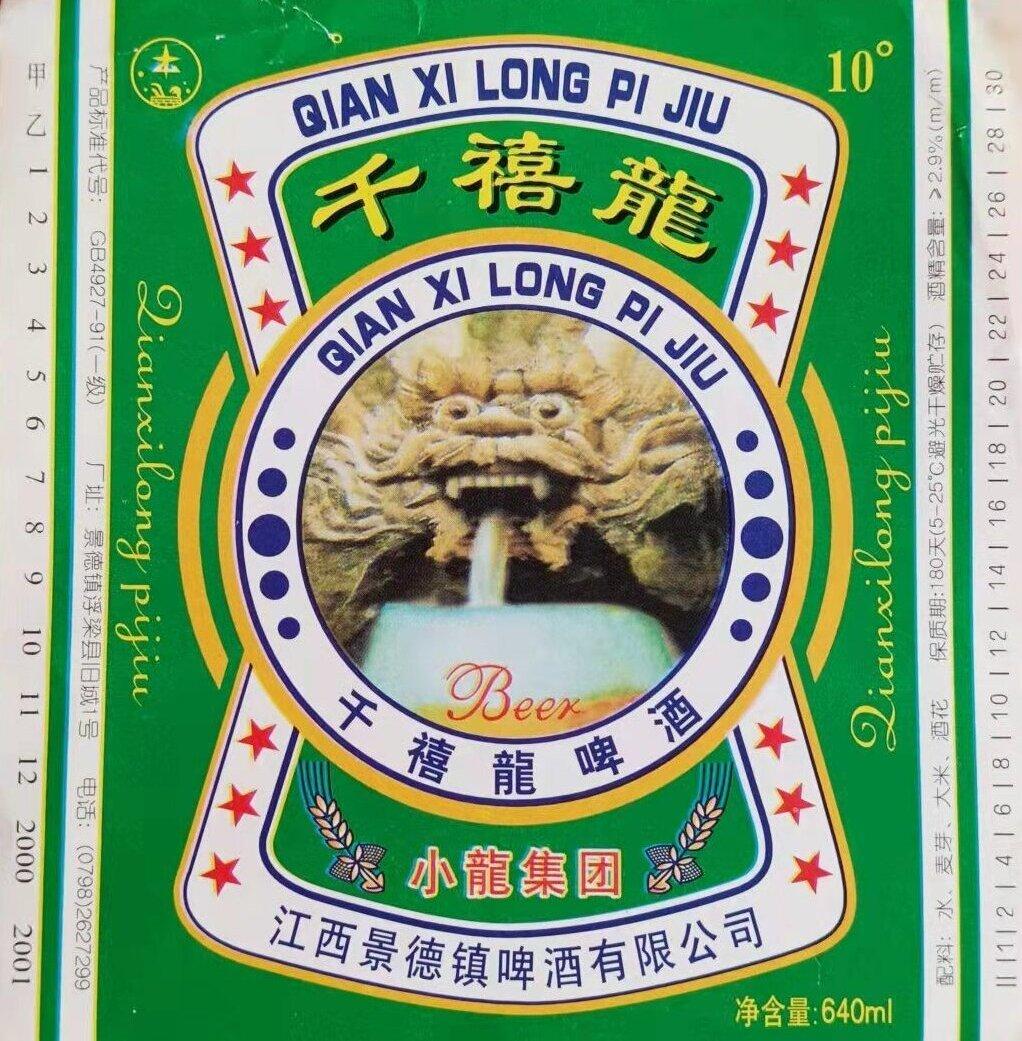 10°
QIAN XI LONG PI JIU
千禧龍
QIAN XI LONG PI JIU
Beer
千禧龍啤酒
小龍集团
江西景德镇啤酒有限公司
净含量:640ml
Qianxilong pijiu
Qianxilong pijiu
甲 乙 1 2 3 4 5 6 7 8 9 10 11 12 2000 2001
产品标准代号: GB4927-91(一级) 厂址: 景德镇浮梁县旧城1号 电话: (0798)2627299
配料: 水、麦芽、大米、酒花 保质期:180天(5-25℃避光干燥贮存) 酒精含量: ≥2.9%(m/m)
|| 1 | 2 | 4 | 6 | 8 | 10 | 12 | 14 | 16 | 18 | 20 | 22 | 24 | 26 | 28 | 30